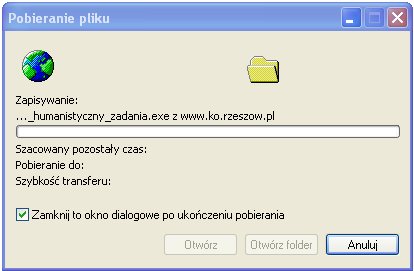 Pobieranie pliku
Zapisywanie:
..._humanistyczny_zadania.exe z www.ko.rzeszow.pl
Szacowany pozostały czas:
Pobieranie do:
Szybkość transferu:
Zamknij to okno dialogowe po ukończeniu pobierania
Otwórz
Otwórz folder
Anuluj